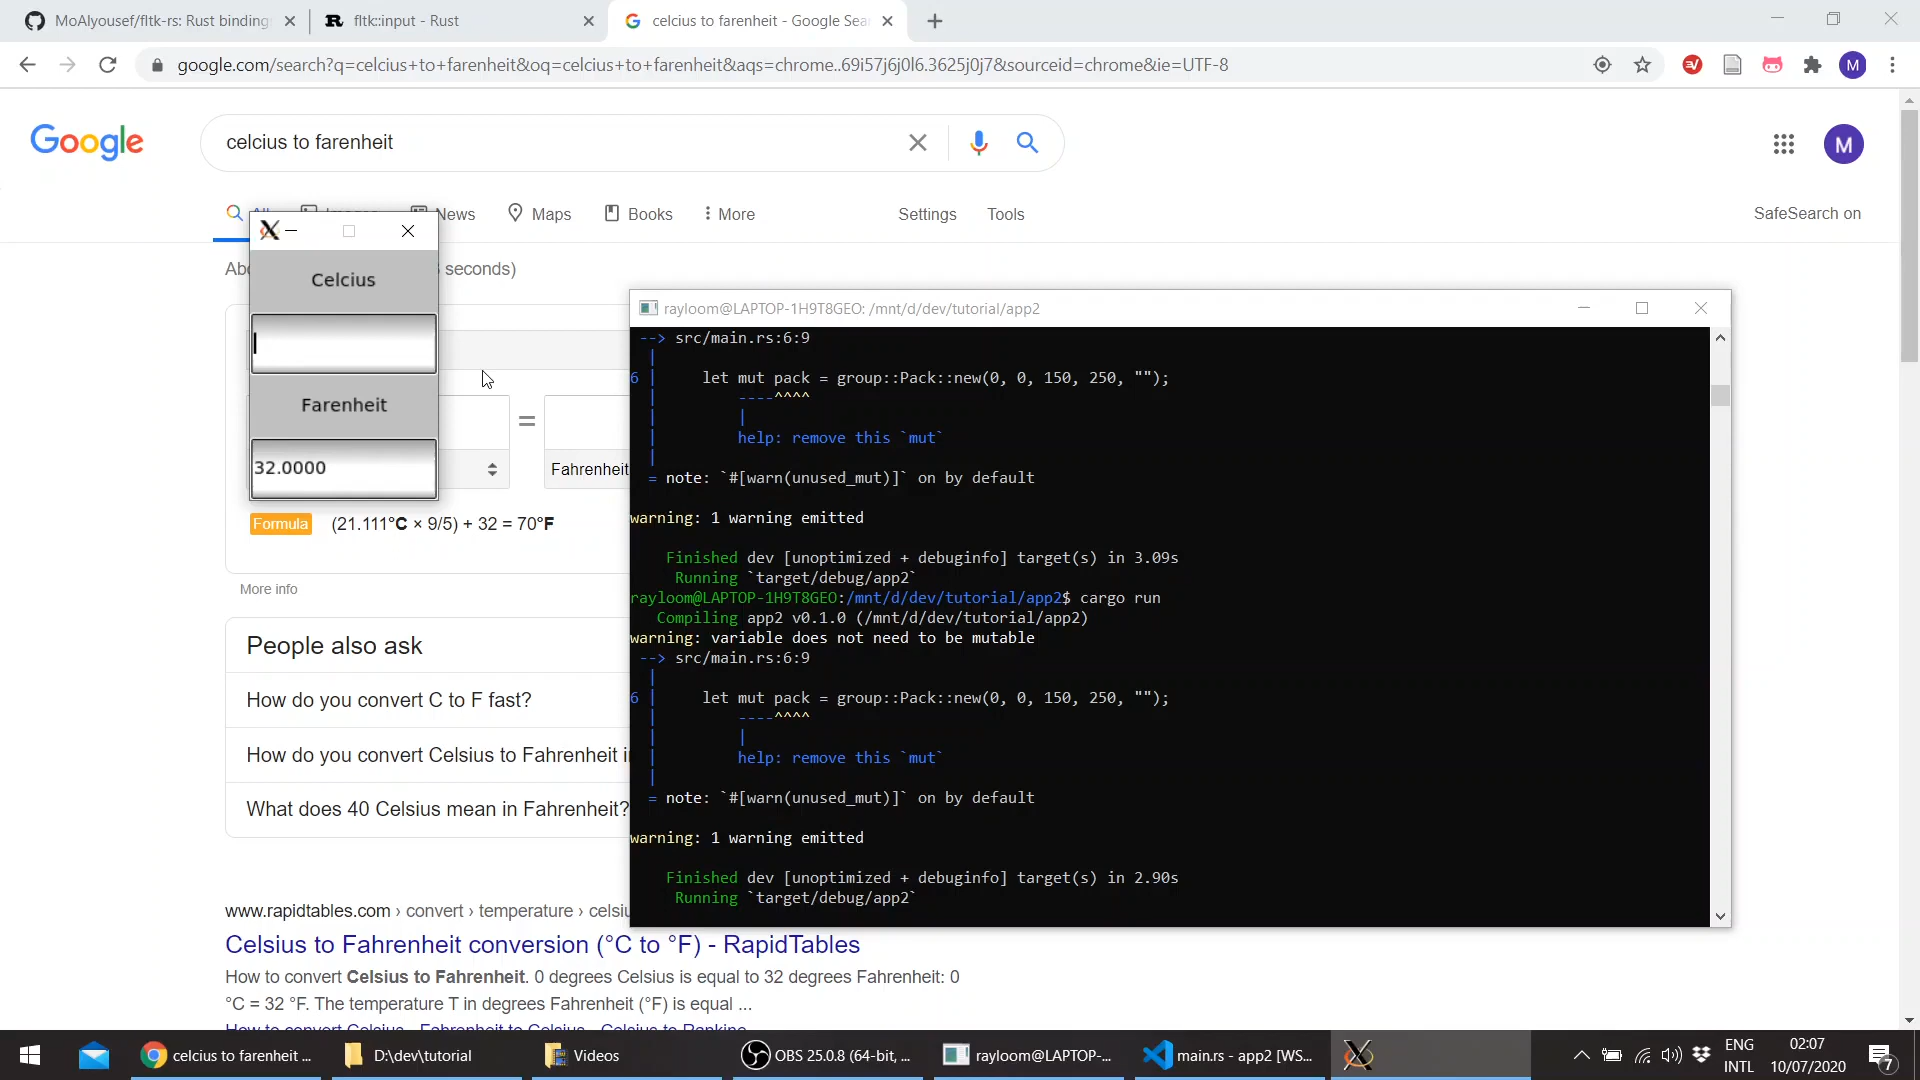 MoAlyousef/fltk-rs: Rust binding
fltk::input - Rust
celcius to farenheit - Google Sea
google.com/search?q=celcius+to+farenheit&oq=celcius+to+farenheit&aqs=chrome..69i57j6j0l6.3625j0j7&sourceid=chrome&ie=UTF-8
M
Google
celcius to farenheit
M
All
News
Maps
Books
More
Settings
Tools
SafeSearch on
seconds)
Celcius
Farenheit
32.0000
=
Fahrenheit
Formula
(21.111°C × 9/5) + 32 = 70°F
More info
People also ask
How do you convert C to F fast?
How do you convert Celsius to Fahrenheit i
What does 40 Celsius mean in Fahrenheit?
www.rapidtables.com › convert › temperature › celsiu
Celsius to Fahrenheit conversion (°C to °F) - RapidTables
How to convert Celsius to Fahrenheit. 0 degrees Celsius is equal to 32 degrees Fahrenheit: 0
°C = 32 °F. The temperature T in degrees Fahrenheit (°F) is equal ...
How to convert Celsius · Fahrenheit to Celsius · Celsius to Rankine
rayloom@LAPTOP-1H9T8GEO: /mnt/d/dev/tutorial/app2
--> src/main.rs:6:9
|
6 |     let mut pack = group::Pack::new(0, 0, 150, 250, "");
|         ----^^^^
|         |
|         help: remove this `mut`
|
= note: `#[warn(unused_mut)]` on by default
warning: 1 warning emitted
Finished dev [unoptimized + debuginfo] target(s) in 3.09s
Running `target/debug/app2`
rayloom@LAPTOP-1H9T8GEO:/mnt/d/dev/tutorial/app2$ cargo run
Compiling app2 v0.1.0 (/mnt/d/dev/tutorial/app2)
warning: variable does not need to be mutable
--> src/main.rs:6:9
|
6 |     let mut pack = group::Pack::new(0, 0, 150, 250, "");
|         ----^^^^
|         |
|         help: remove this `mut`
|
= note: `#[warn(unused_mut)]` on by default
warning: 1 warning emitted
Finished dev [unoptimized + debuginfo] target(s) in 2.90s
Running `target/debug/app2`
celcius to farenheit ...
D:\dev\tutorial
Videos
OBS 25.0.8 (64-bit, ...
rayloom@LAPTOP-...
main.rs - app2 [WS...
ENG
INTL
02:07
10/07/2020
7